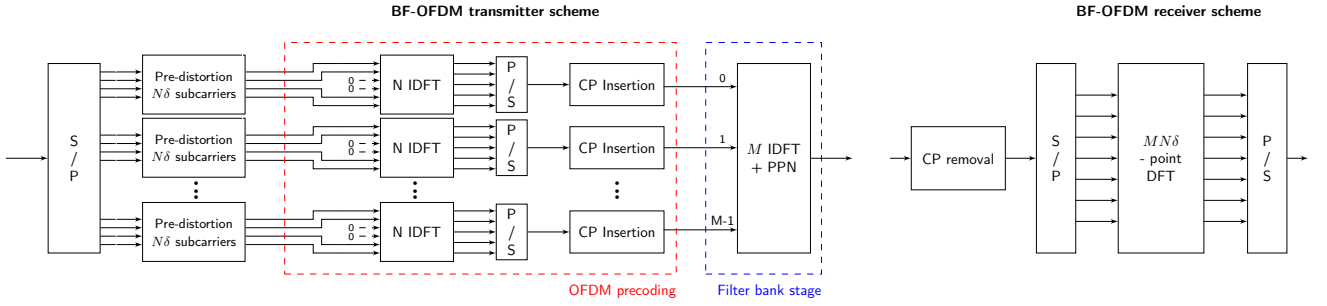 BF-OFDM transmitter scheme
BF-OFDM receiver scheme
S
/
P
Pre-distortion
Nδ subcarriers
0
0
N IDFT
P
/
S
CP Insertion
0
Pre-distortion
Nδ subcarriers
0
0
N IDFT
P
/
S
CP Insertion
1
Pre-distortion
Nδ subcarriers
0
0
N IDFT
P
/
S
CP Insertion
M-1
M IDFT
+ PPN
OFDM precoding
Filter bank stage
CP removal
S
/
P
MNδ
- point
DFT
P
/
S